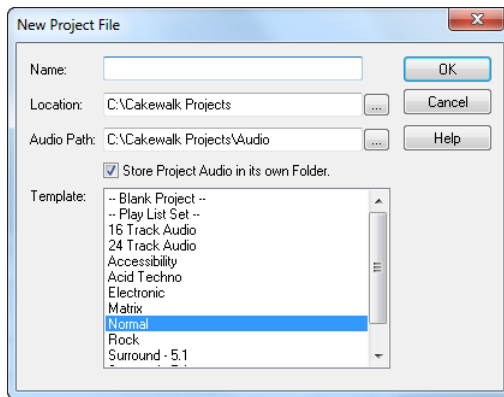 New Project File
Name:
OK
Location: C:\Cakewalk Projects ...
Cancel
Audio Path: C:\Cakewalk Projects\Audio ...
Help
Store Project Audio in its own Folder.
Template:
-- Blank Project --
-- Play List Set --
16 Track Audio
24 Track Audio
Accessibility
Acid Techno
Electronic
Matrix
Normal
Rock
Surround - 5.1